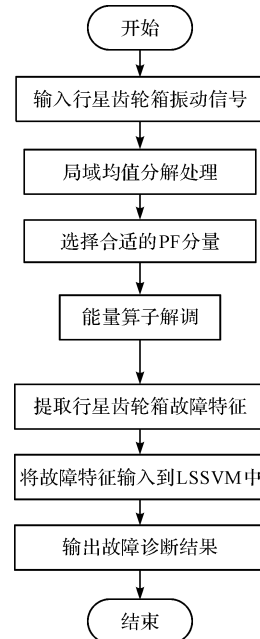 开始
输入行星齿轮箱振动信号
局域均值分解处理
选择合适的PF分量
能量算子解调
提取行星齿轮箱故障特征
将故障特征输入到LSSVM中
输出故障诊断结果
结束